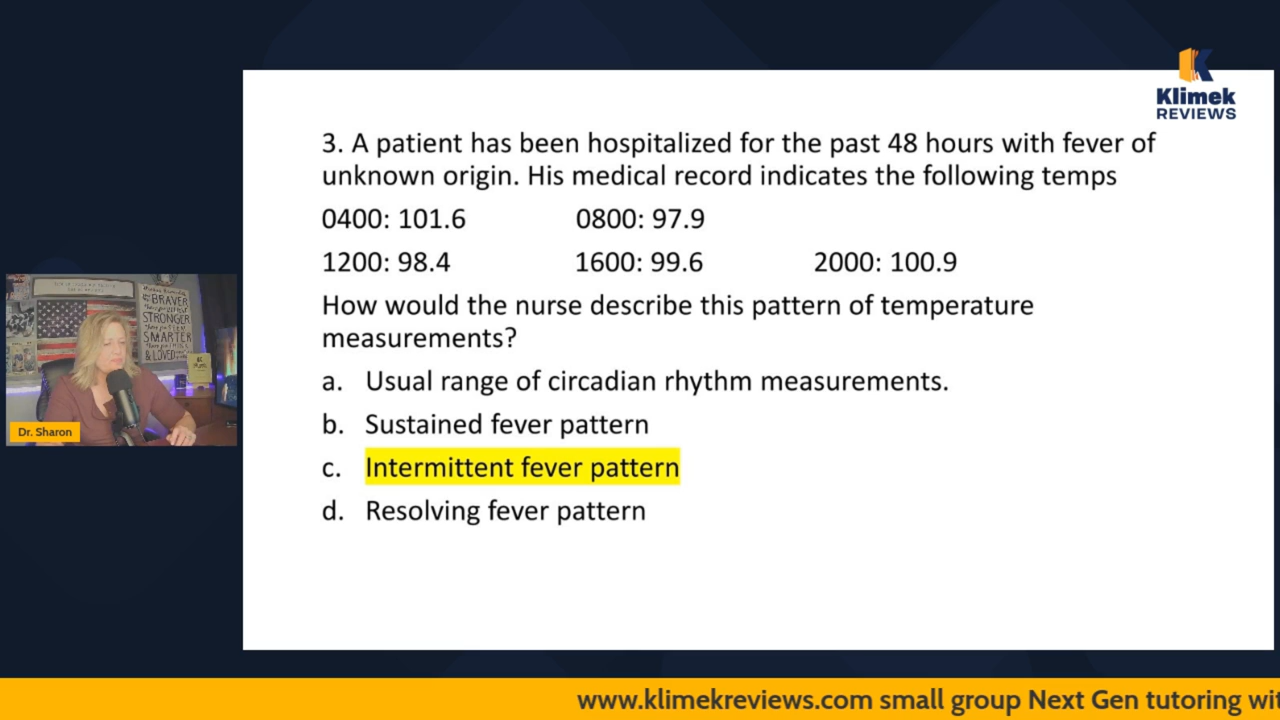 Klimek
REVIEWS
3. A patient has been hospitalized for the past 48 hours with fever of
unknown origin. His medical record indicates the following temps
0400: 101.6 0800: 97.9
1200: 98.4 1600: 99.6 2000: 100.9
How would the nurse describe this pattern of temperature
measurements?
a. Usual range of circadian rhythm measurements.
b. Sustained fever pattern
c. Intermittent fever pattern
d. Resolving fever pattern
BRAVER
STRONGER
SMARTER
& LOVED
Dr. Sharon
www.klimekreviews.com small group Next Gen tutoring wit